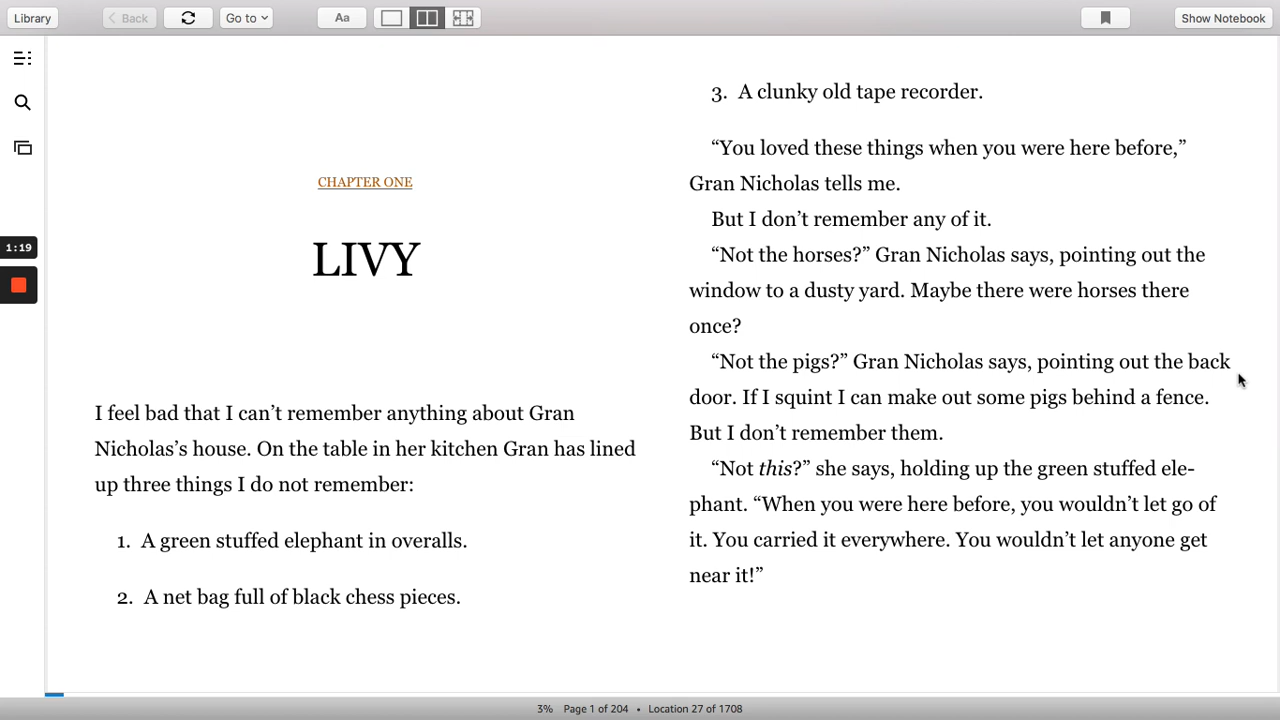 Library
Back
Go to
Aa
Show Notebook
1:19
CHAPTER ONE
LIVY
I feel bad that I can’t remember anything about Gran
Nicholas’s house. On the table in her kitchen Gran has lined
up three things I do not remember:
1. A green stuffed elephant in overalls.
2. A net bag full of black chess pieces.
3. A clunky old tape recorder.
“You loved these things when you were here before,”
Gran Nicholas tells me.
But I don’t remember any of it.
“Not the horses?” Gran Nicholas says, pointing out the
window to a dusty yard. Maybe there were horses there
once?
“Not the pigs?” Gran Nicholas says, pointing out the back
door. If I squint I can make out some pigs behind a fence.
But I don’t remember them.
“Not this?” she says, holding up the green stuffed ele-
phant. “When you were here before, you wouldn’t let go of
it. You carried it everywhere. You wouldn’t let anyone get
near it!”
3% Page 1 of 204 • Location 27 of 1708